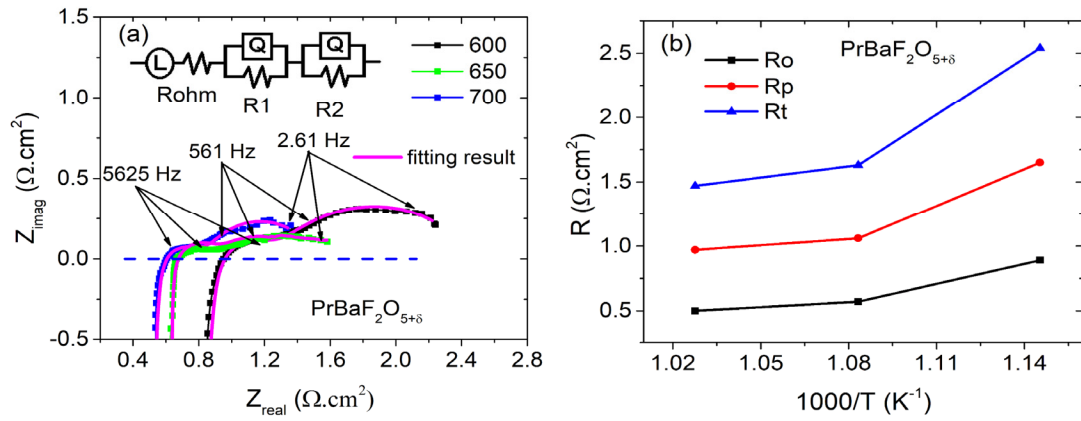 (a)
L
Rohm
Q
R1
Q
R2
600
650
700
5625 Hz
561 Hz
2.61 Hz
fitting result
PrBaF₂O₅₊δ
1.5
1.0
0.5
0.0
-0.5
Z_imag (Ω.cm²)
0.4 0.8 1.2 1.6 2.0 2.4 2.8
Z_real (Ω.cm²)
(b)
PrBaF₂O₅₊δ
Ro
Rp
Rt
2.5
2.0
1.5
1.0
0.5
R (Ω.cm²)
1.02 1.05 1.08 1.11 1.14
1000/T (K⁻¹)